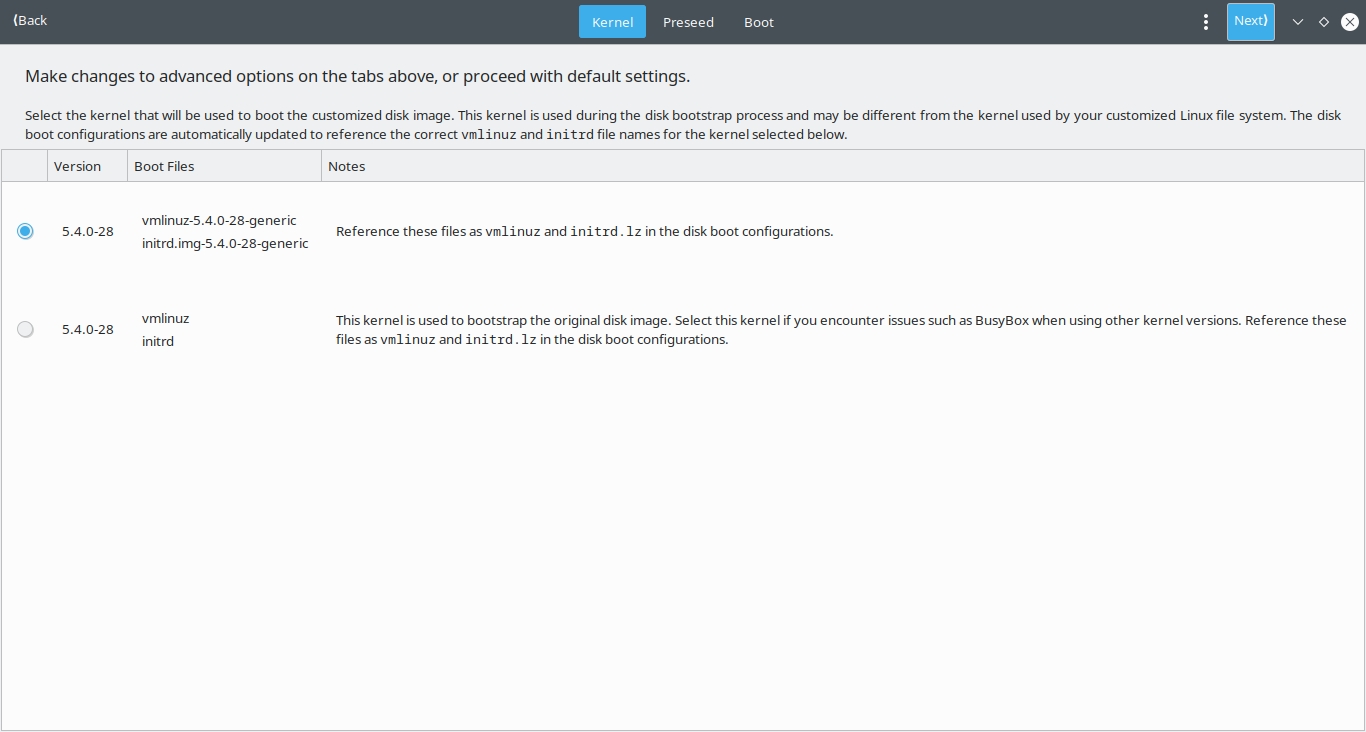 ⟨Back
Kernel
Preseed
Boot
Next⟩
Make changes to advanced options on the tabs above, or proceed with default settings.
Select the kernel that will be used to boot the customized disk image. This kernel is used during the disk bootstrap process and may be different from the kernel used by your customized Linux file system. The disk
boot configurations are automatically updated to reference the correct vmlinuz and initrd file names for the kernel selected below.
Version
Boot Files
Notes
5.4.0-28
vmlinuz-5.4.0-28-generic
initrd.img-5.4.0-28-generic
Reference these files as vmlinuz and initrd.lz in the disk boot configurations.
5.4.0-28
vmlinuz
initrd
This kernel is used to bootstrap the original disk image. Select this kernel if you encounter issues such as BusyBox when using other kernel versions. Reference these
files as vmlinuz and initrd.lz in the disk boot configurations.